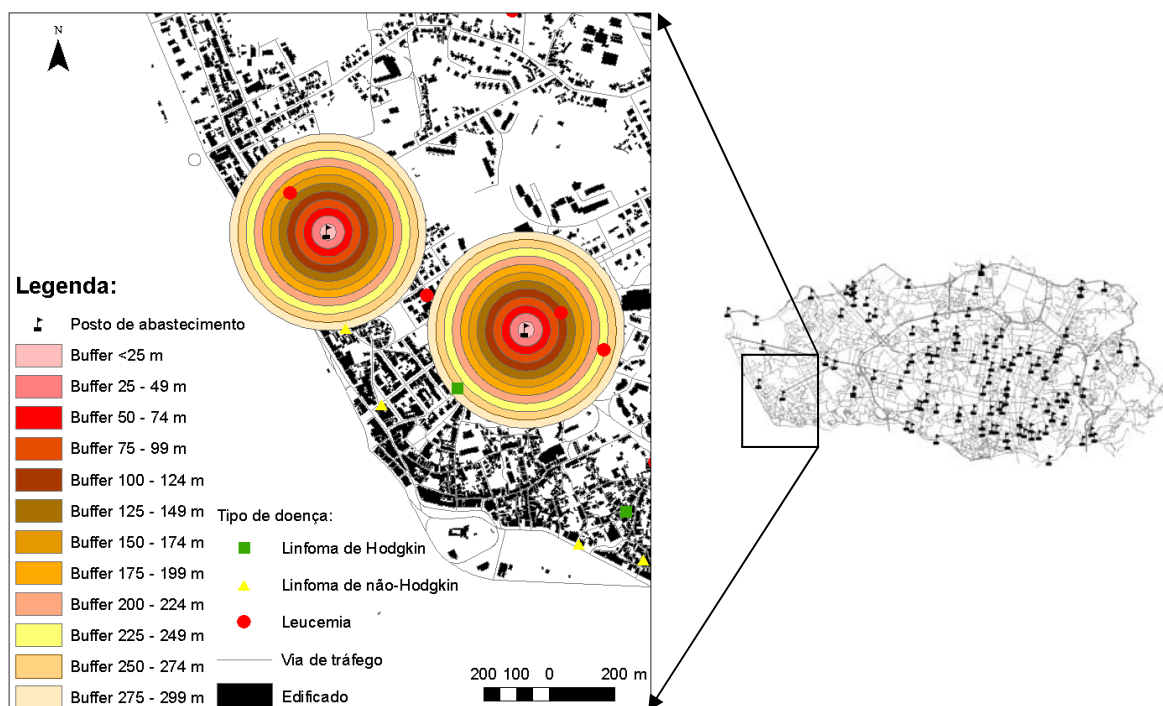 N
Legenda:
Posto de abastecimento
Buffer <25 m
Buffer 25 - 49 m
Buffer 50 - 74 m
Buffer 75 - 99 m
Buffer 100 - 124 m
Buffer 125 - 149 m
Buffer 150 - 174 m
Buffer 175 - 199 m
Buffer 200 - 224 m
Buffer 225 - 249 m
Buffer 250 - 274 m
Buffer 275 - 299 m
Tipo de doença:
Linfoma de Hodgkin
Linfoma de não-Hodgkin
Leucemia
Via de tráfego
Edificado
200 100 0 200 m